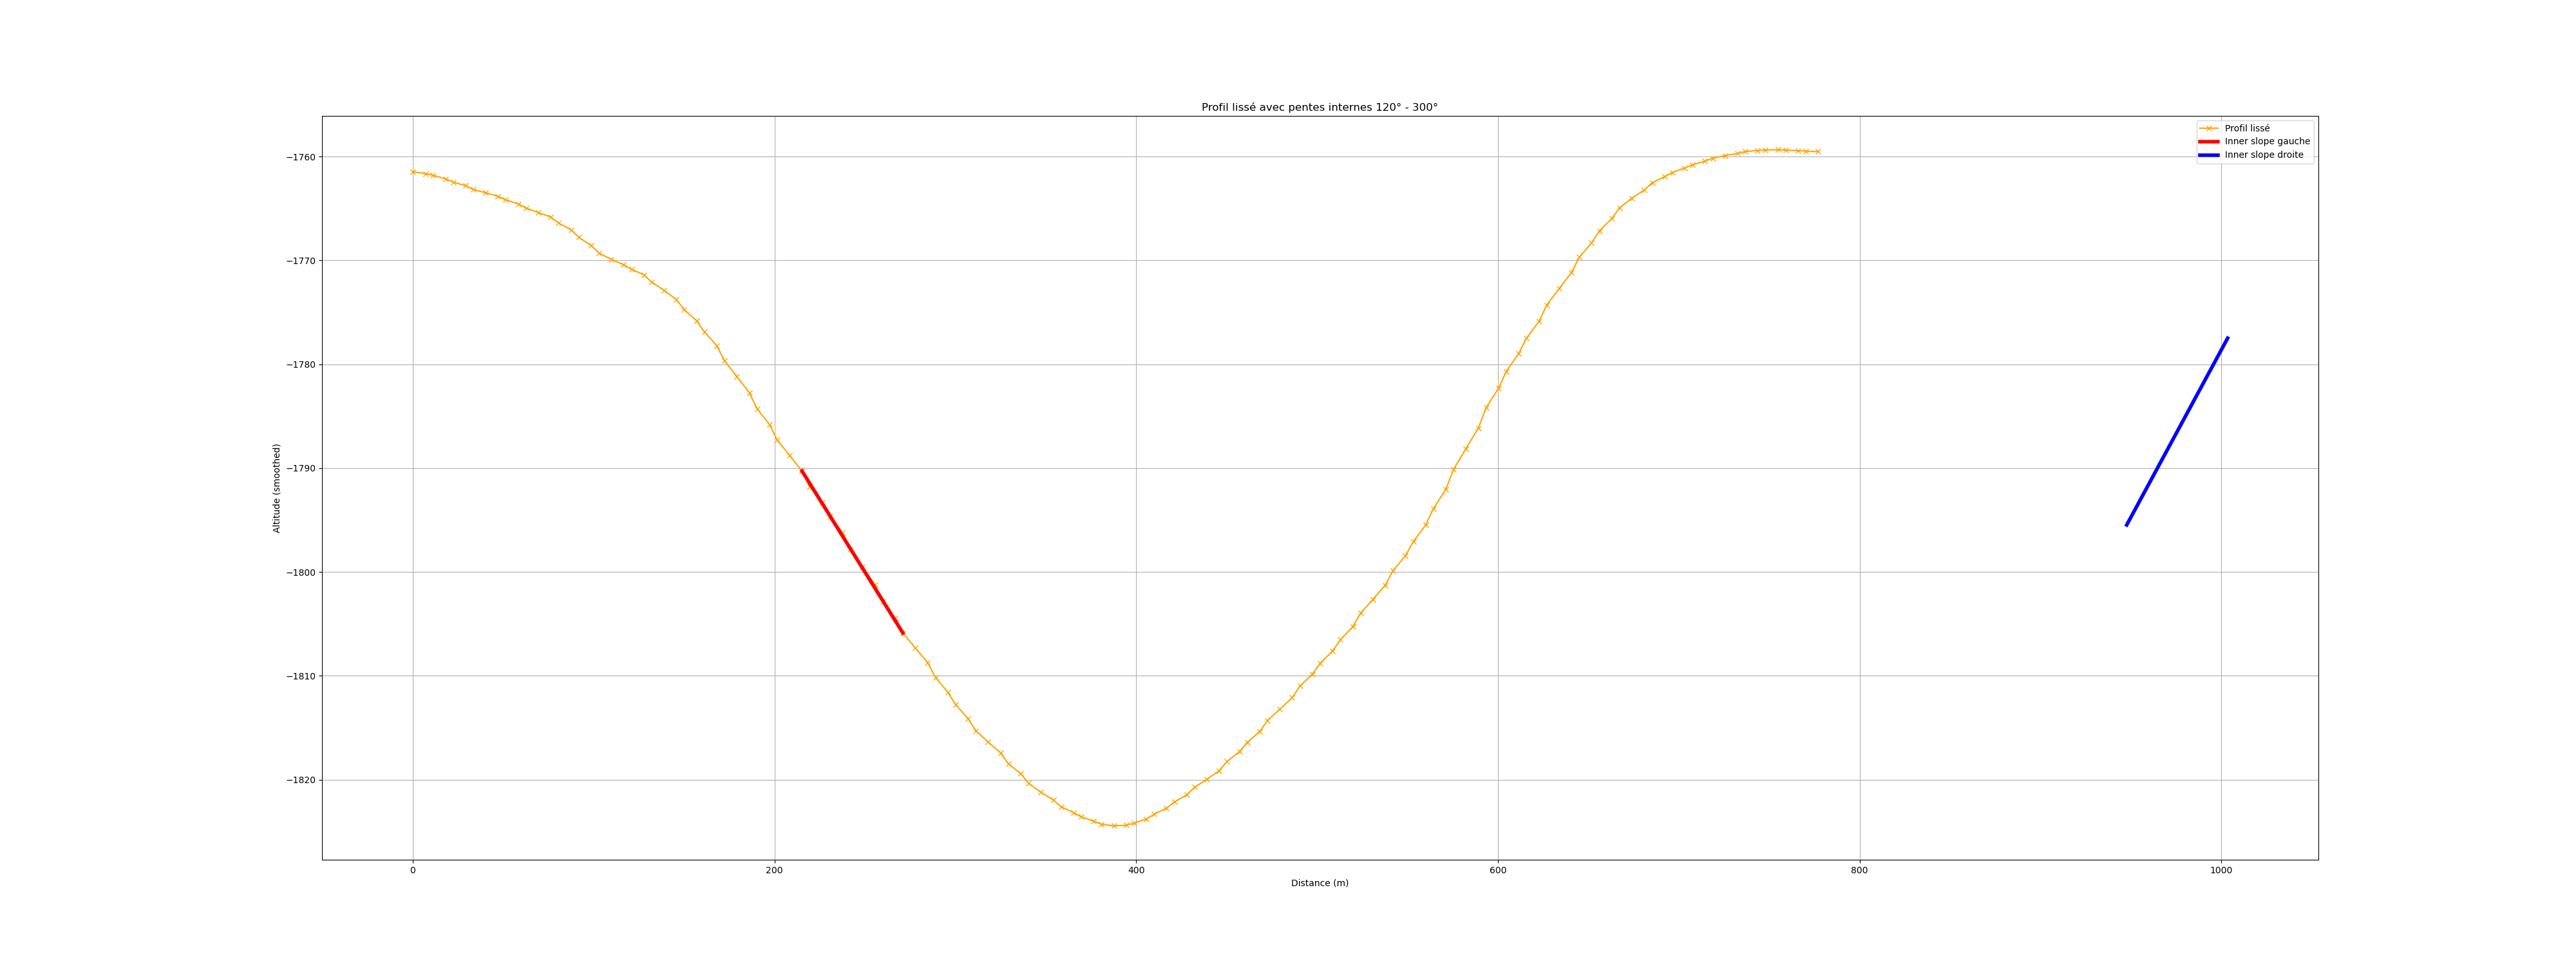 Profil lissé avec pentes internes 120° - 300°
Profil lissé
Inner slope gauche
Inner slope droite
−1760
−1770
−1780
−1790
−1800
−1810
−1820
Altitude (smoothed)
0 200 400 600 800 1000
Distance (m)